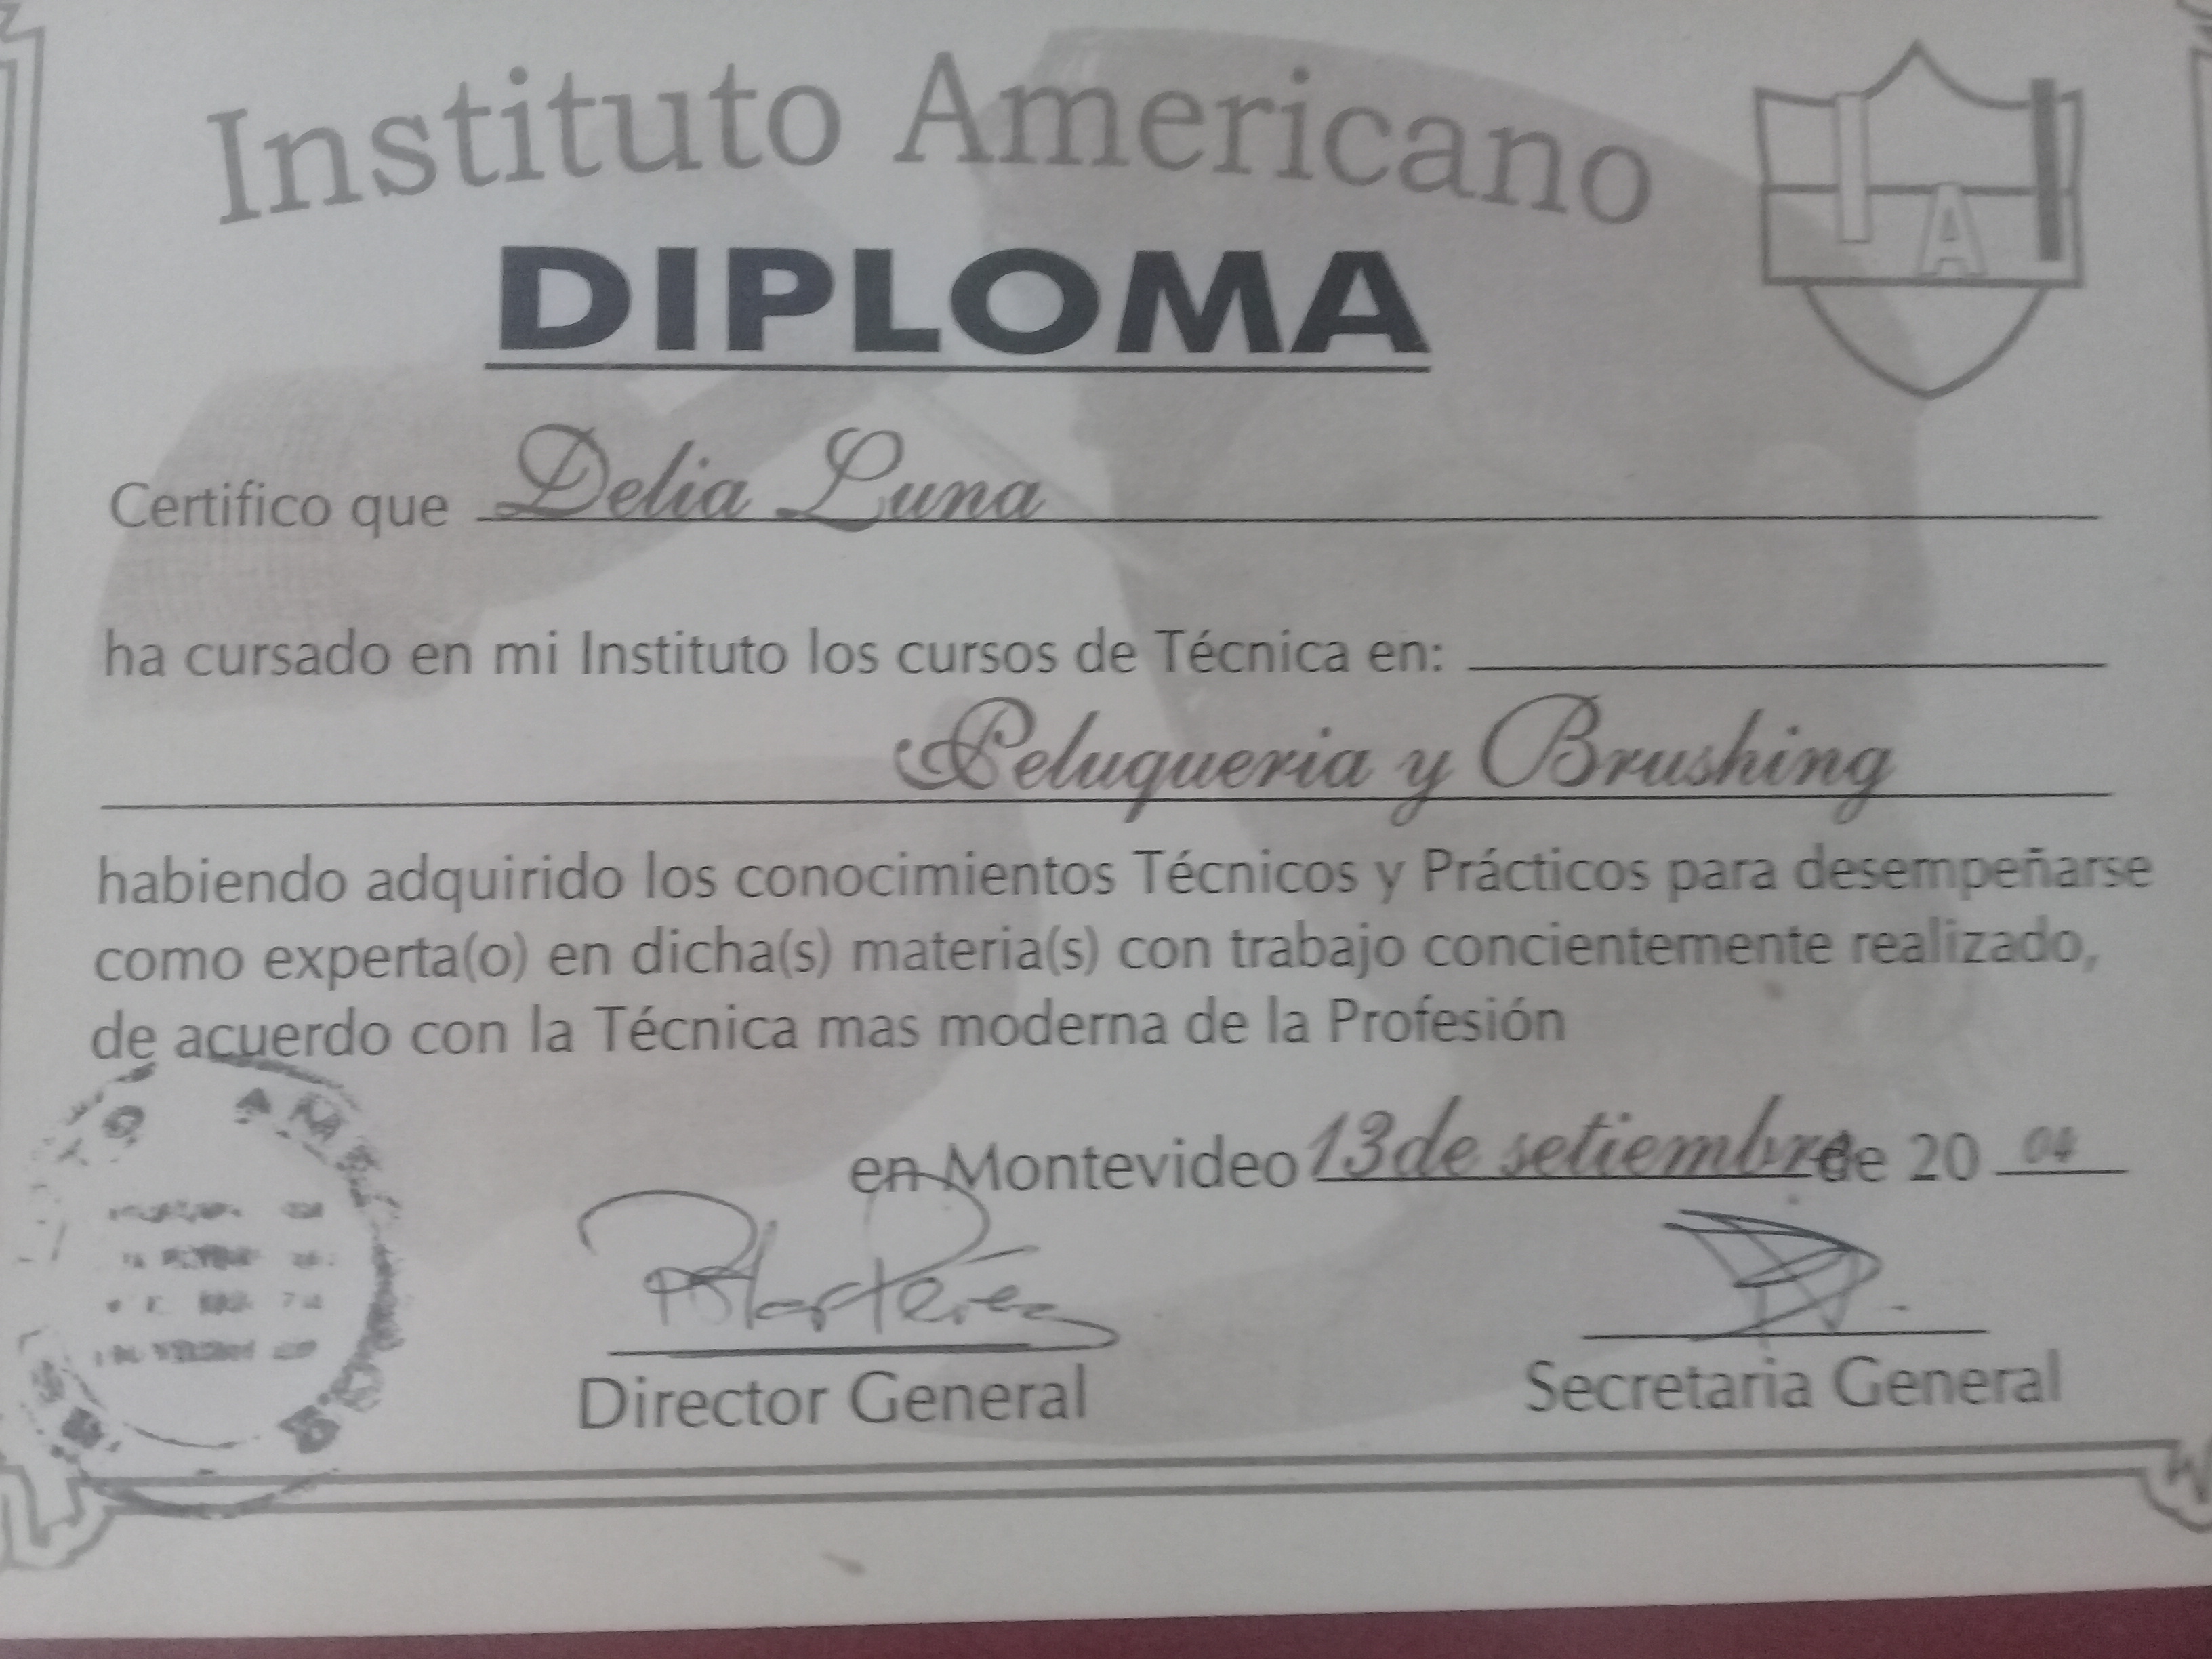 Instituto Americano
DIPLOMA
Certifico que Delia Luna
ha cursado en mi Instituto los cursos de Técnica en:
Peluqueria y Brushing
habiendo adquirido los conocimientos Técnicos y Prácticos para desempeñarse
como experta(o) en dicha(s) materia(s) con trabajo concientemente realizado,
de acuerdo con la Técnica mas moderna de la Profesión
en Montevideo 13 de setiembre de 20 04
Director General
Secretaria General